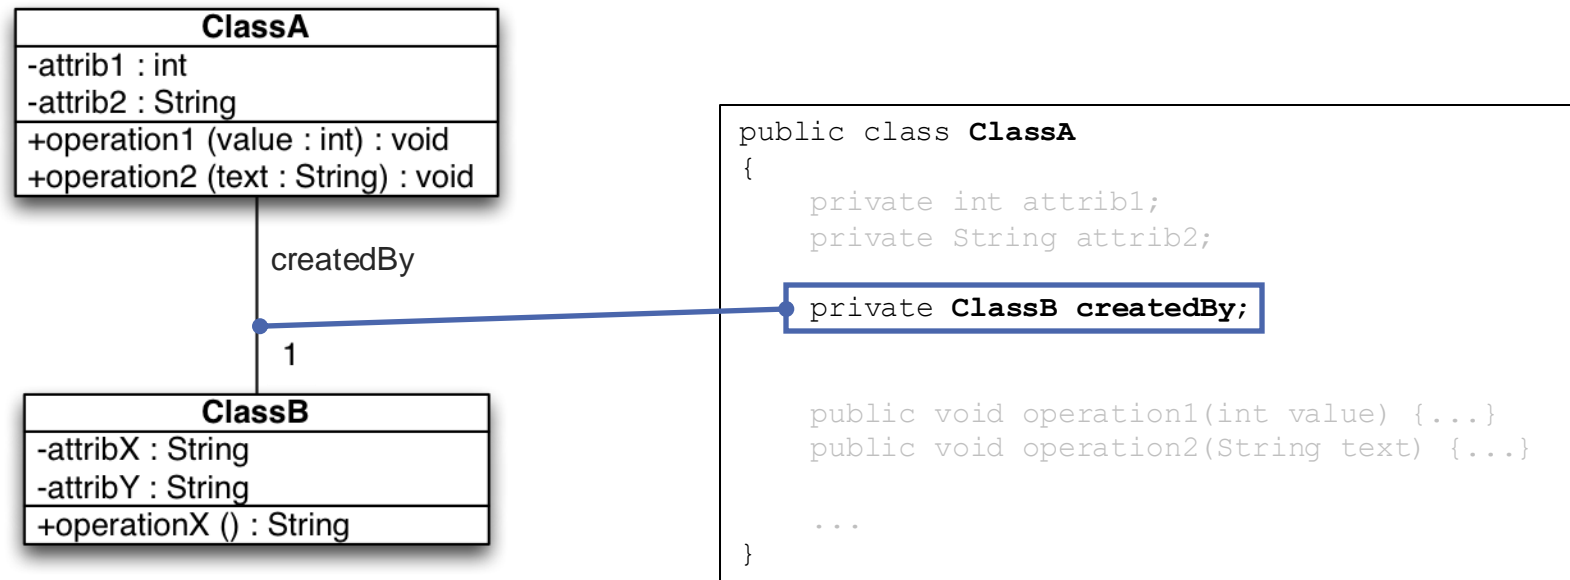 ClassA
-attrib1 : int
-attrib2 : String
+operation1 (value : int) : void
+operation2 (text : String) : void
createdBy
1
ClassB
-attribX : String
-attribY : String
+operationX () : String
public class ClassA
{
private int attrib1;
private String attrib2;
private ClassB createdBy;
public void operation1(int value) {...}
public void operation2(String text) {...}
...
}